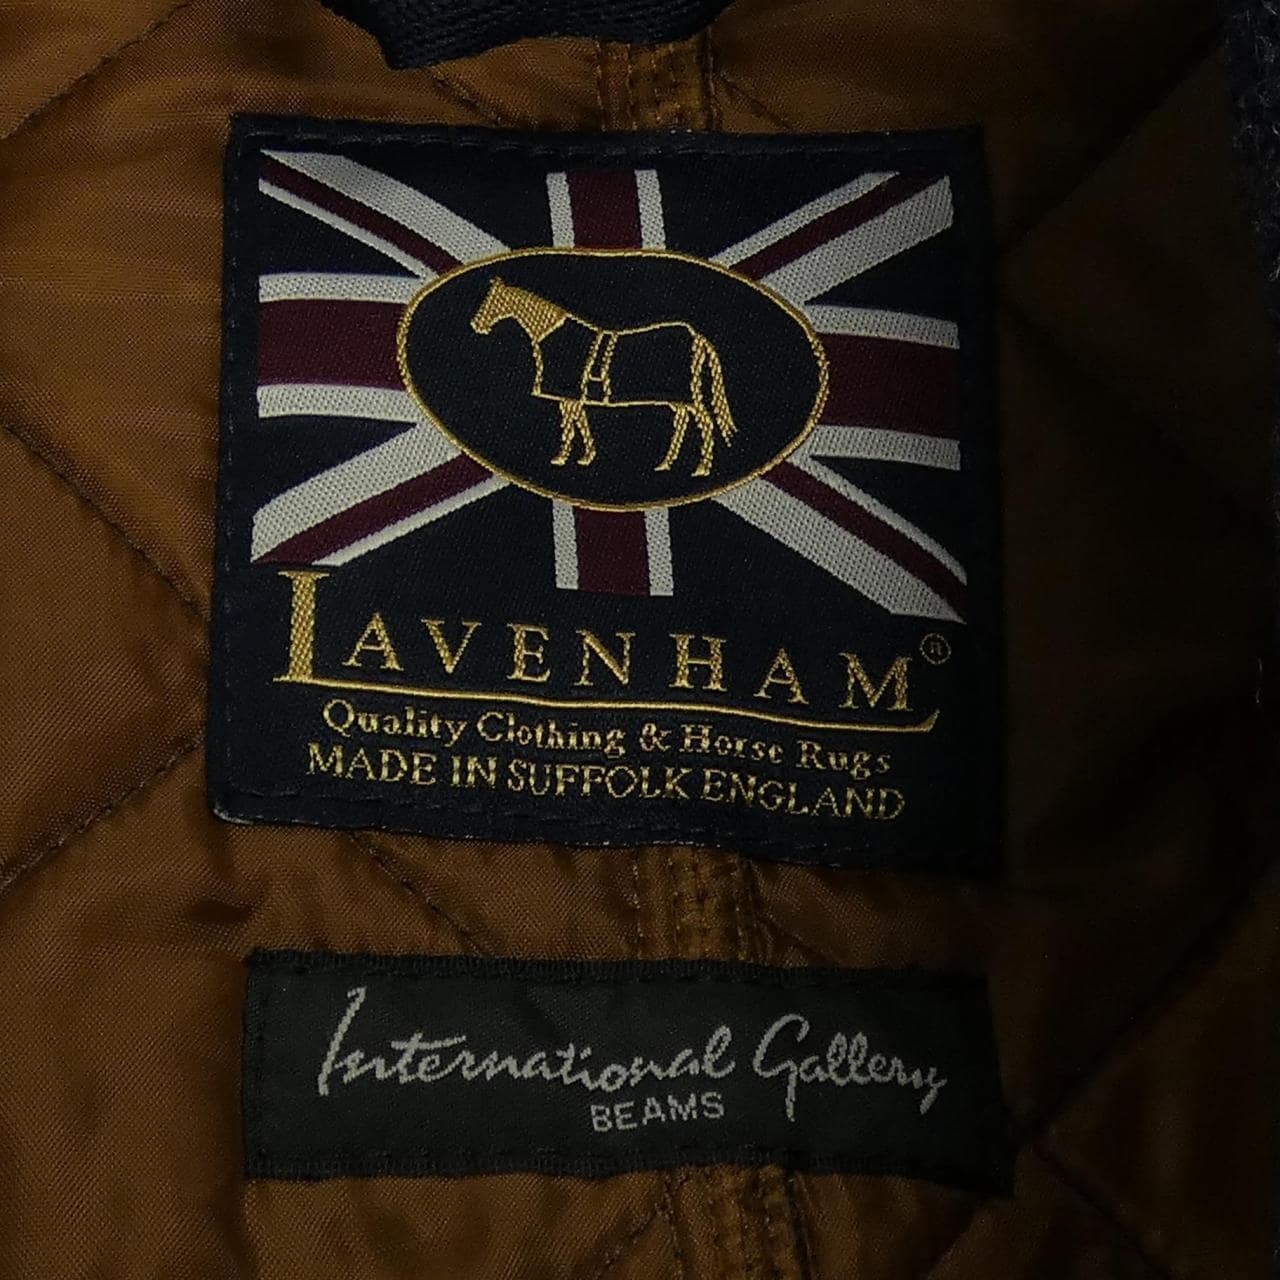 LAVENHAM®
Quality Clothing & Horse Rugs
MADE IN SUFFOLK ENGLAND
International Gallery
BEAMS